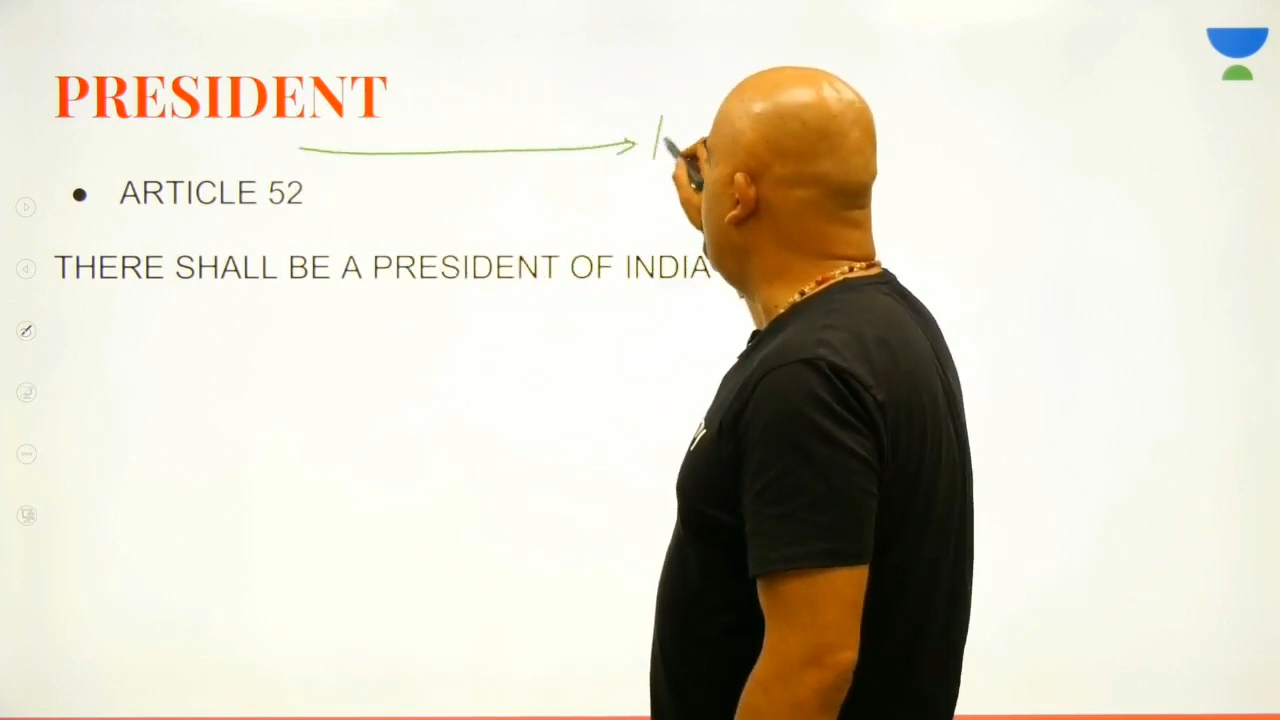 PRESIDENT
● ARTICLE 52
THERE SHALL BE A PRESIDENT OF INDIA